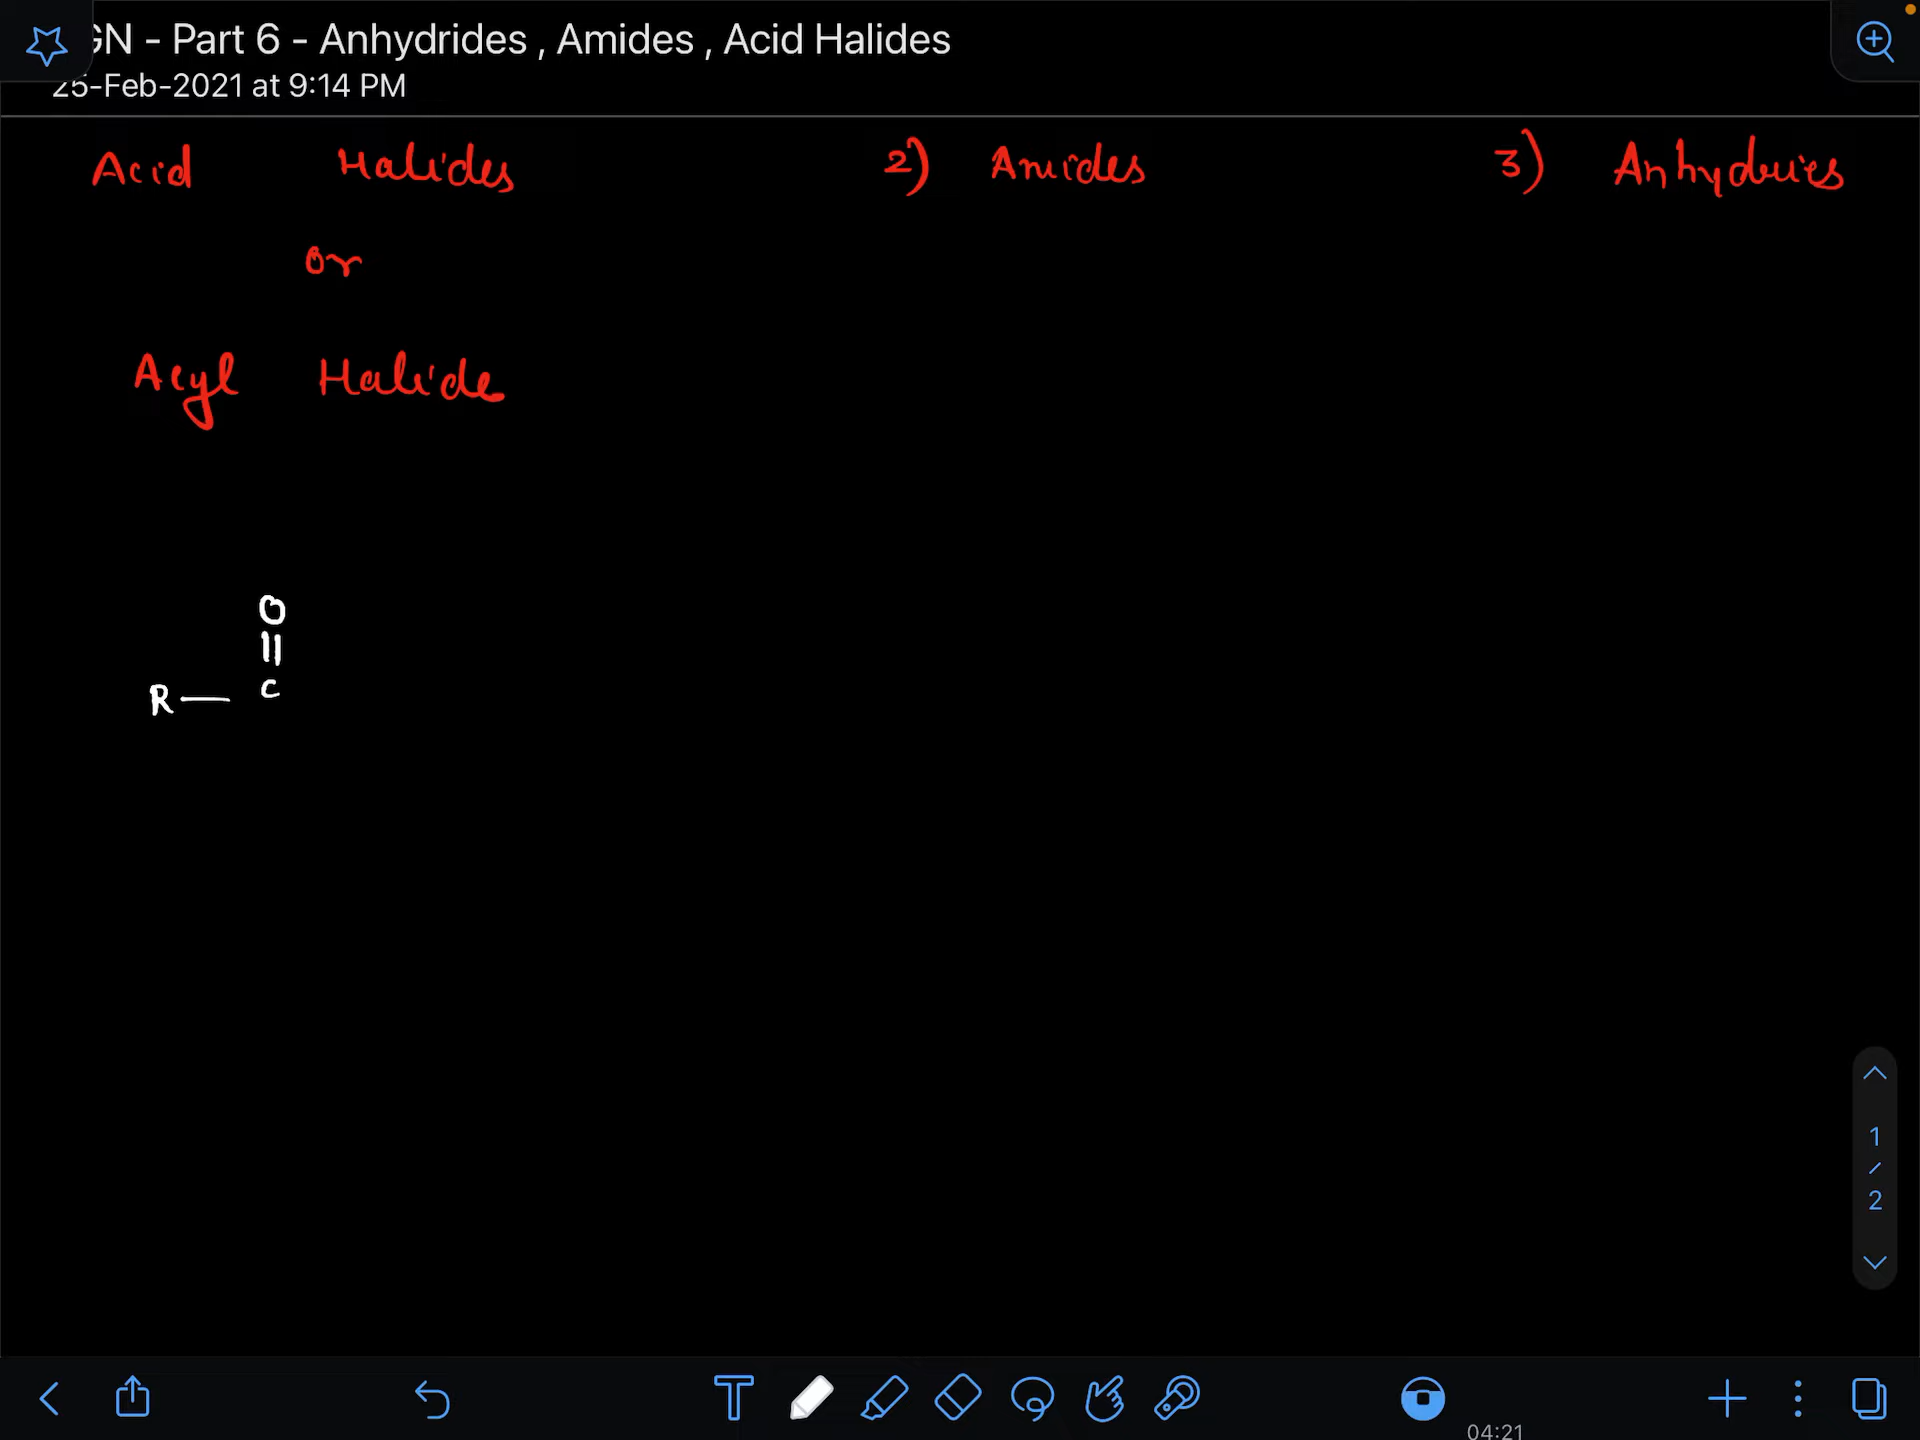 GN - Part 6 - Anhydrides , Amides , Acid Halides
25-Feb-2021 at 9:14 PM
Acid Halides 2) Amides 3) Anhydries
or
Acyl Halide
O
||
R — C
1
/
2
T
04:21